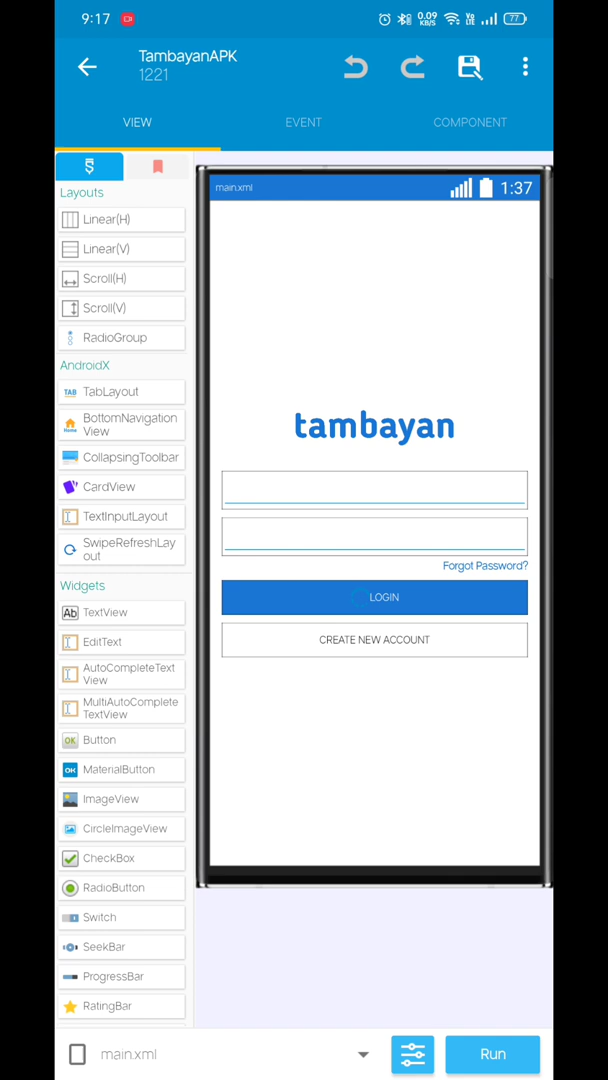 9:17
0.09 KB/S
Vo LTE
77
TambayanAPK
1221
VIEW
EVENT
COMPONENT
Layouts
Linear(H)
Linear(V)
Scroll(H)
Scroll(V)
RadioGroup
AndroidX
TAB TabLayout
Home BottomNavigation
View
CollapsingToolbar
CardView
TextInputLayout
SwipeRefreshLay
out
Widgets
Ab TextView
EditText
AutoCompleteText
View
MultiAutoComplete
TextView
OK Button
OK MaterialButton
ImageView
CircleImageView
CheckBox
RadioButton
Switch
SeekBar
ProgressBar
RatingBar
main.xml
1:37
tambayan
Forgot Password?
LOGIN
CREATE NEW ACCOUNT
main.xml
Run